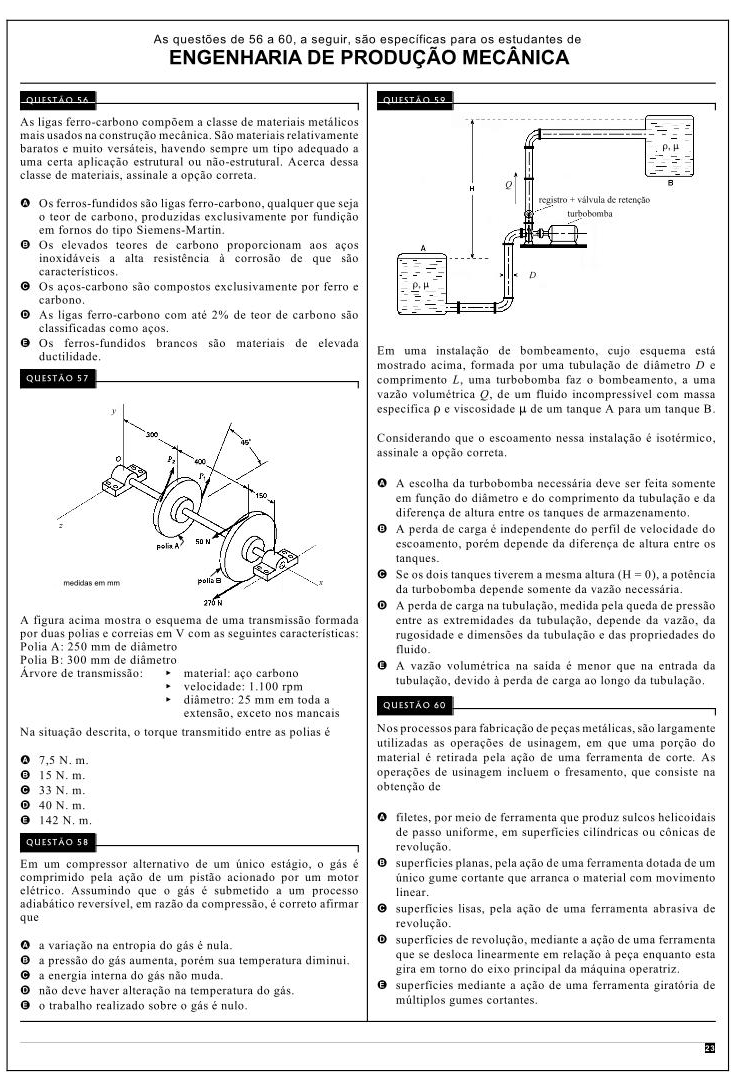 As questões de 56 a 60, a seguir, são específicas para os estudantes de
ENGENHARIA DE PRODUÇÃO MECÂNICA
QUESTÃO 56
As ligas ferro-carbono compõem a classe de materiais metálicos
mais usados na construção mecânica. São materiais relativamente
baratos e muito versáteis, havendo sempre um tipo adequado a
uma certa aplicação estrutural ou não-estrutural. Acerca dessa
classe de materiais, assinale a opção correta.
A Os ferros-fundidos são ligas ferro-carbono, qualquer que seja
o teor de carbono, produzidas exclusivamente por fundição
em fornos do tipo Siemens-Martin.
B Os elevados teores de carbono proporcionam aos aços
inoxidáveis a alta resistência à corrosão de que são
característicos.
C Os aços-carbono são compostos exclusivamente por ferro e
carbono.
D As ligas ferro-carbono com até 2% de teor de carbono são
classificadas como aços.
E Os ferros-fundidos brancos são materiais de elevada
ductilidade.
QUESTÃO 57
y
300
45°
O
P2
400
P1
150
z
polia A
50 N
polia B
x
medidas em mm
270 N
A figura acima mostra o esquema de uma transmissão formada
por duas polias e correias em V com as seguintes características:
Polia A: 250 mm de diâmetro
Polia B: 300 mm de diâmetro
Árvore de transmissão: ‣ material: aço carbono
‣ velocidade: 1.100 rpm
‣ diâmetro: 25 mm em toda a
extensão, exceto nos mancais
Na situação descrita, o torque transmitido entre as polias é
A 7,5 N. m.
B 15 N. m.
C 33 N. m.
D 40 N. m.
E 142 N. m.
QUESTÃO 58
Em um compressor alternativo de um único estágio, o gás é
comprimido pela ação de um pistão acionado por um motor
elétrico. Assumindo que o gás é submetido a um processo
adiabático reversível, em razão da compressão, é correto afirmar
que
A a variação na entropia do gás é nula.
B a pressão do gás aumenta, porém sua temperatura diminui.
C a energia interna do gás não muda.
D não deve haver alteração na temperatura do gás.
E o trabalho realizado sobre o gás é nulo.
QUESTÃO 59
ρ, μ
B
H
Q
registro + válvula de retenção
turbobomba
A
D
ρ, μ
Em uma instalação de bombeamento, cujo esquema está
mostrado acima, formada por uma tubulação de diâmetro D e
comprimento L, uma turbobomba faz o bombeamento, a uma
vazão volumétrica Q, de um fluido incompressível com massa
específica ρ e viscosidade μ de um tanque A para um tanque B.
Considerando que o escoamento nessa instalação é isotérmico,
assinale a opção correta.
A A escolha da turbobomba necessária deve ser feita somente
em função do diâmetro e do comprimento da tubulação e da
diferença de altura entre os tanques de armazenamento.
B A perda de carga é independente do perfil de velocidade do
escoamento, porém depende da diferença de altura entre os
tanques.
C Se os dois tanques tiverem a mesma altura (H = 0), a potência
da turbobomba depende somente da vazão necessária.
D A perda de carga na tubulação, medida pela queda de pressão
entre as extremidades da tubulação, depende da vazão, da
rugosidade e dimensões da tubulação e das propriedades do
fluido.
E A vazão volumétrica na saída é menor que na entrada da
tubulação, devido à perda de carga ao longo da tubulação.
QUESTÃO 60
Nos processos para fabricação de peças metálicas, são largamente
utilizadas as operações de usinagem, em que uma porção do
material é retirada pela ação de uma ferramenta de corte. As
operações de usinagem incluem o fresamento, que consiste na
obtenção de
A filetes, por meio de ferramenta que produz sulcos helicoidais
de passo uniforme, em superfícies cilíndricas ou cônicas de
revolução.
B superfícies planas, pela ação de uma ferramenta dotada de um
único gume cortante que arranca o material com movimento
linear.
C superfícies lisas, pela ação de uma ferramenta abrasiva de
revolução.
D superfícies de revolução, mediante a ação de uma ferramenta
que se desloca linearmente em relação à peça enquanto esta
gira em torno do eixo principal da máquina operatriz.
E superfícies mediante a ação de uma ferramenta giratória de
múltiplos gumes cortantes.
23